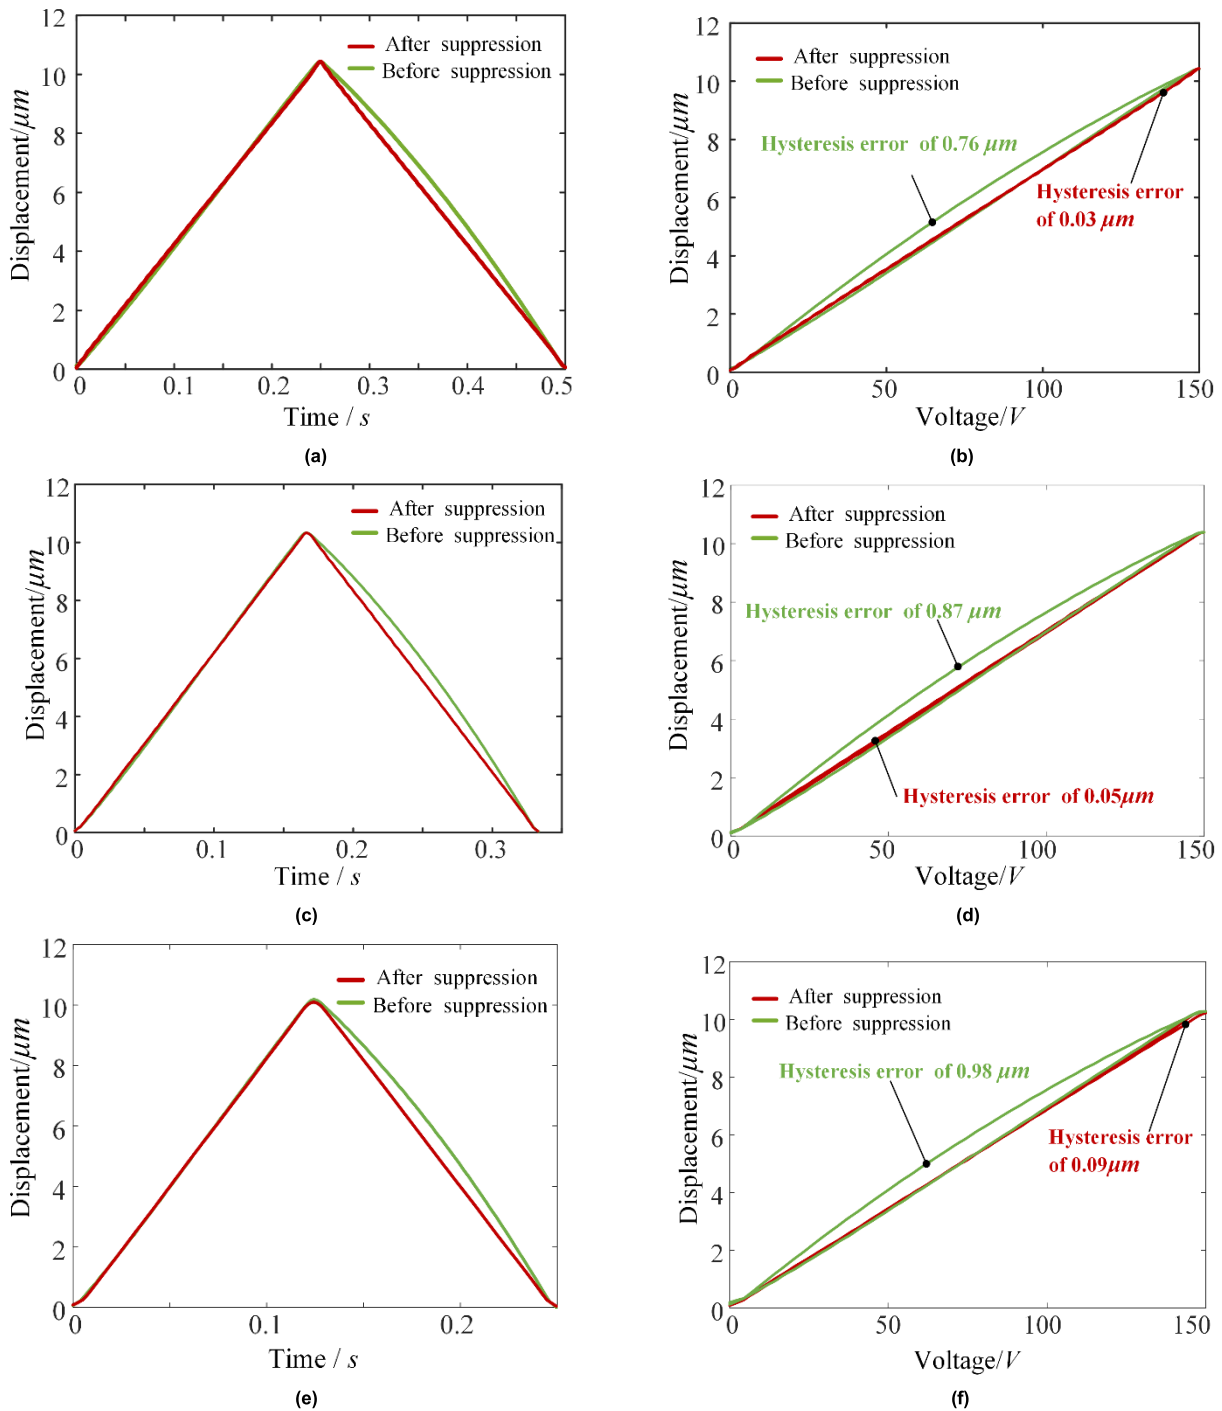 12
10
8
6
4
2
0
Displacement/μm
After suppression
Before suppression
0
0.1
0.2
0.3
0.4
0.5
Time / s
(a)
12
10
8
6
4
2
0
Displacement/μm
After suppression
Before suppression
Hysteresis error of 0.76 μm
Hysteresis error
of 0.03 μm
0
50
100
150
Voltage/V
(b)
12
10
8
6
4
2
0
Displacement/μm
After suppression
Before suppression
0
0.1
0.2
0.3
Time / s
(c)
12
10
8
6
4
2
0
Displacement/μm
After suppression
Before suppression
Hysteresis error of 0.87 μm
Hysteresis error of 0.05μm
0
50
100
150
Voltage/V
(d)
12
10
8
6
4
2
0
Displacement/μm
After suppression
Before suppression
0
0.1
0.2
Time / s
(e)
12
10
8
6
4
2
0
Displacement/μm
After suppression
Before suppression
Hysteresis error of 0.98 μm
Hysteresis error
of 0.09μm
0
50
100
150
Voltage/V
(f)